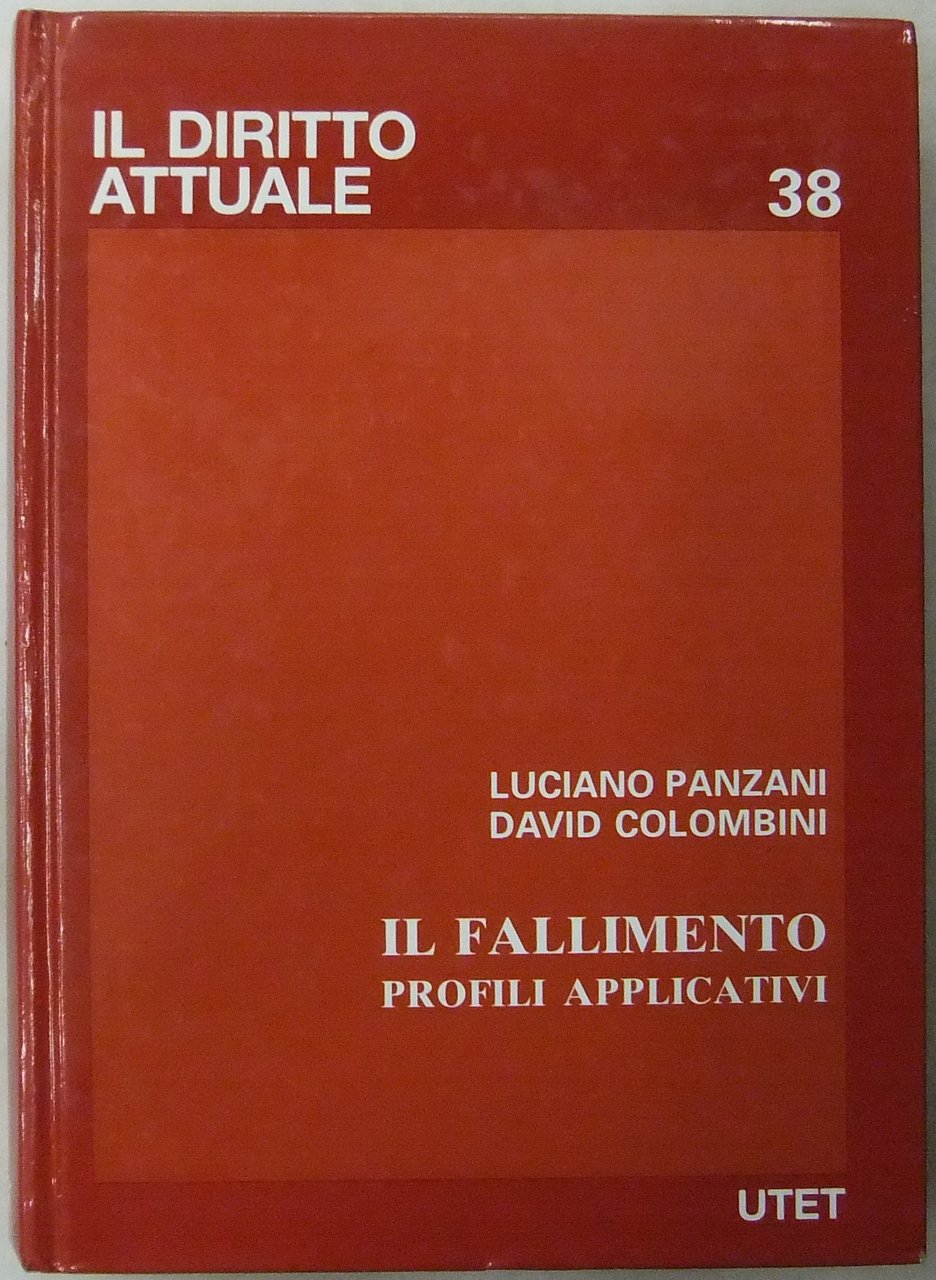 IL DIRITTO
ATTUALE
38
LUCIANO PANZANI
DAVID COLOMBINI
IL FALLIMENTO
PROFILI APPLICATIVI
UTET